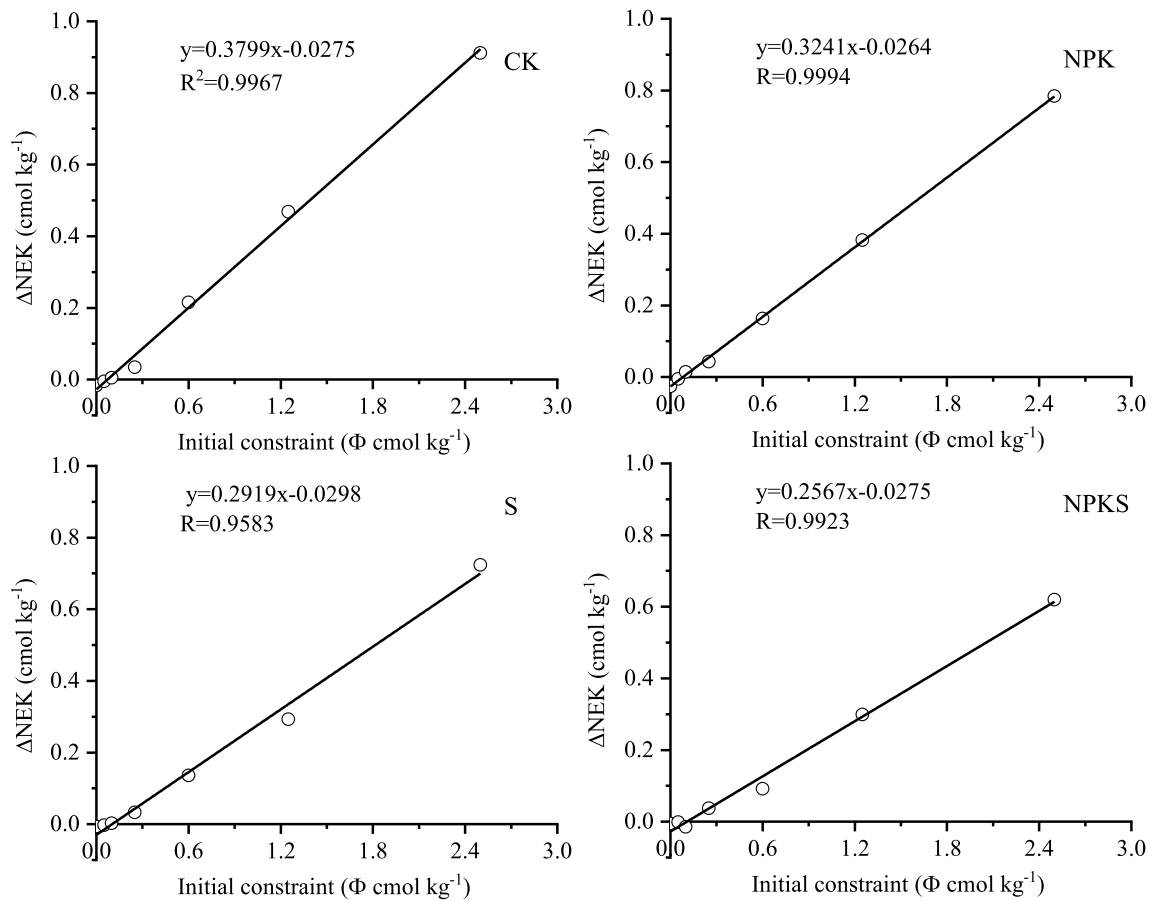 y=0.3799x-0.0275
R²=0.9967
CK
ΔNEK (cmol kg⁻¹)
1.0
0.8
0.6
0.4
0.2
0.0
0.0 0.6 1.2 1.8 2.4 3.0
Initial constraint (Φ cmol kg⁻¹)
y=0.3241x-0.0264
R=0.9994
NPK
ΔNEK (cmol kg⁻¹)
1.0
0.8
0.6
0.4
0.2
0.0
0.0 0.6 1.2 1.8 2.4 3.0
Initial constraint (Φ cmol kg⁻¹)
y=0.2919x-0.0298
R=0.9583
S
ΔNEK (cmol kg⁻¹)
1.0
0.8
0.6
0.4
0.2
0.0
0.0 0.6 1.2 1.8 2.4 3.0
Initial constraint (Φ cmol kg⁻¹)
y=0.2567x-0.0275
R=0.9923
NPKS
ΔNEK (cmol kg⁻¹)
1.0
0.8
0.6
0.4
0.2
0.0
0.0 0.6 1.2 1.8 2.4 3.0
Initial constraint (Φ cmol kg⁻¹)